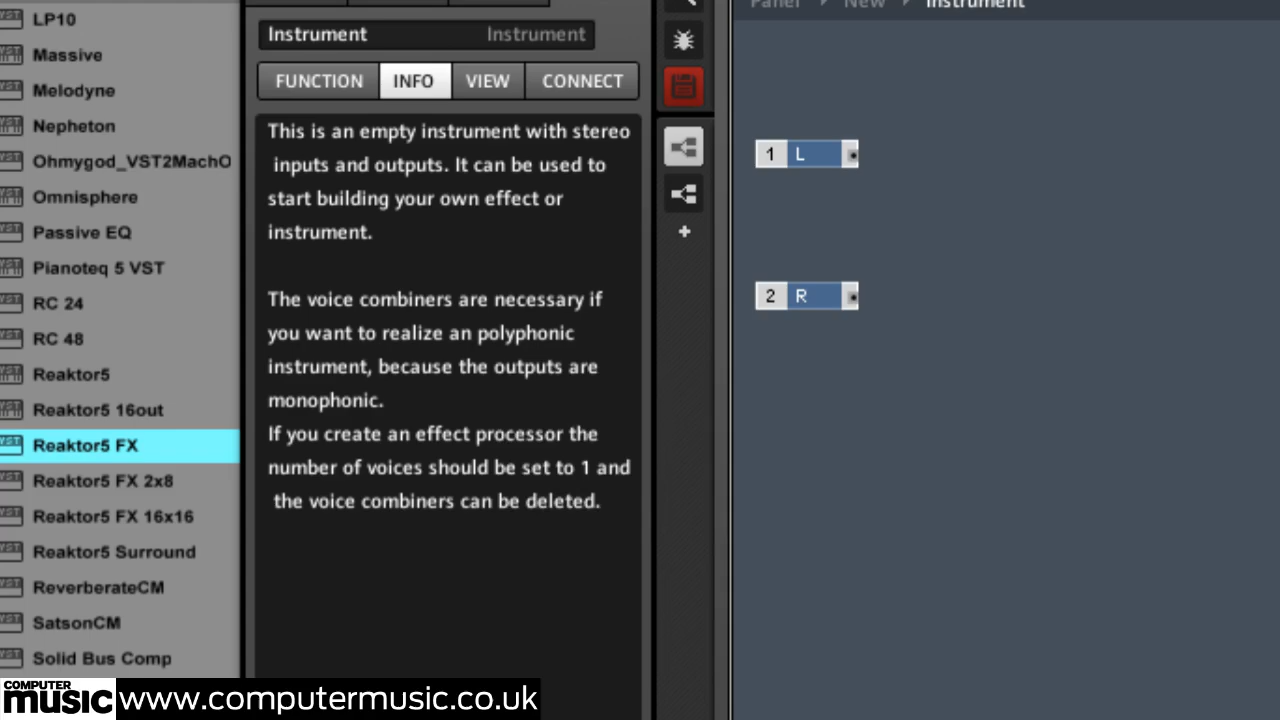 LP10
Massive
Melodyne
Nepheton
Ohmygod_VST2MachO
Omnisphere
Passive EQ
Pianoteq 5 VST
RC 24
RC 48
Reaktor5
Reaktor5 16out
Reaktor5 FX
Reaktor5 FX 2x8
Reaktor5 FX 16x16
Reaktor5 Surround
ReverberateCM
SatsonCM
Solid Bus Comp
Instrument Instrument
FUNCTION INFO VIEW CONNECT
This is an empty instrument with stereo
inputs and outputs. It can be used to
start building your own effect or
instrument.
The voice combiners are necessary if
you want to realize an polyphonic
instrument, because the outputs are
monophonic.
If you create an effect processor the
number of voices should be set to 1 and
the voice combiners can be deleted.
+
Panel New Instrument
1 L
2 R
COMPUTER
music www.computermusic.co.uk